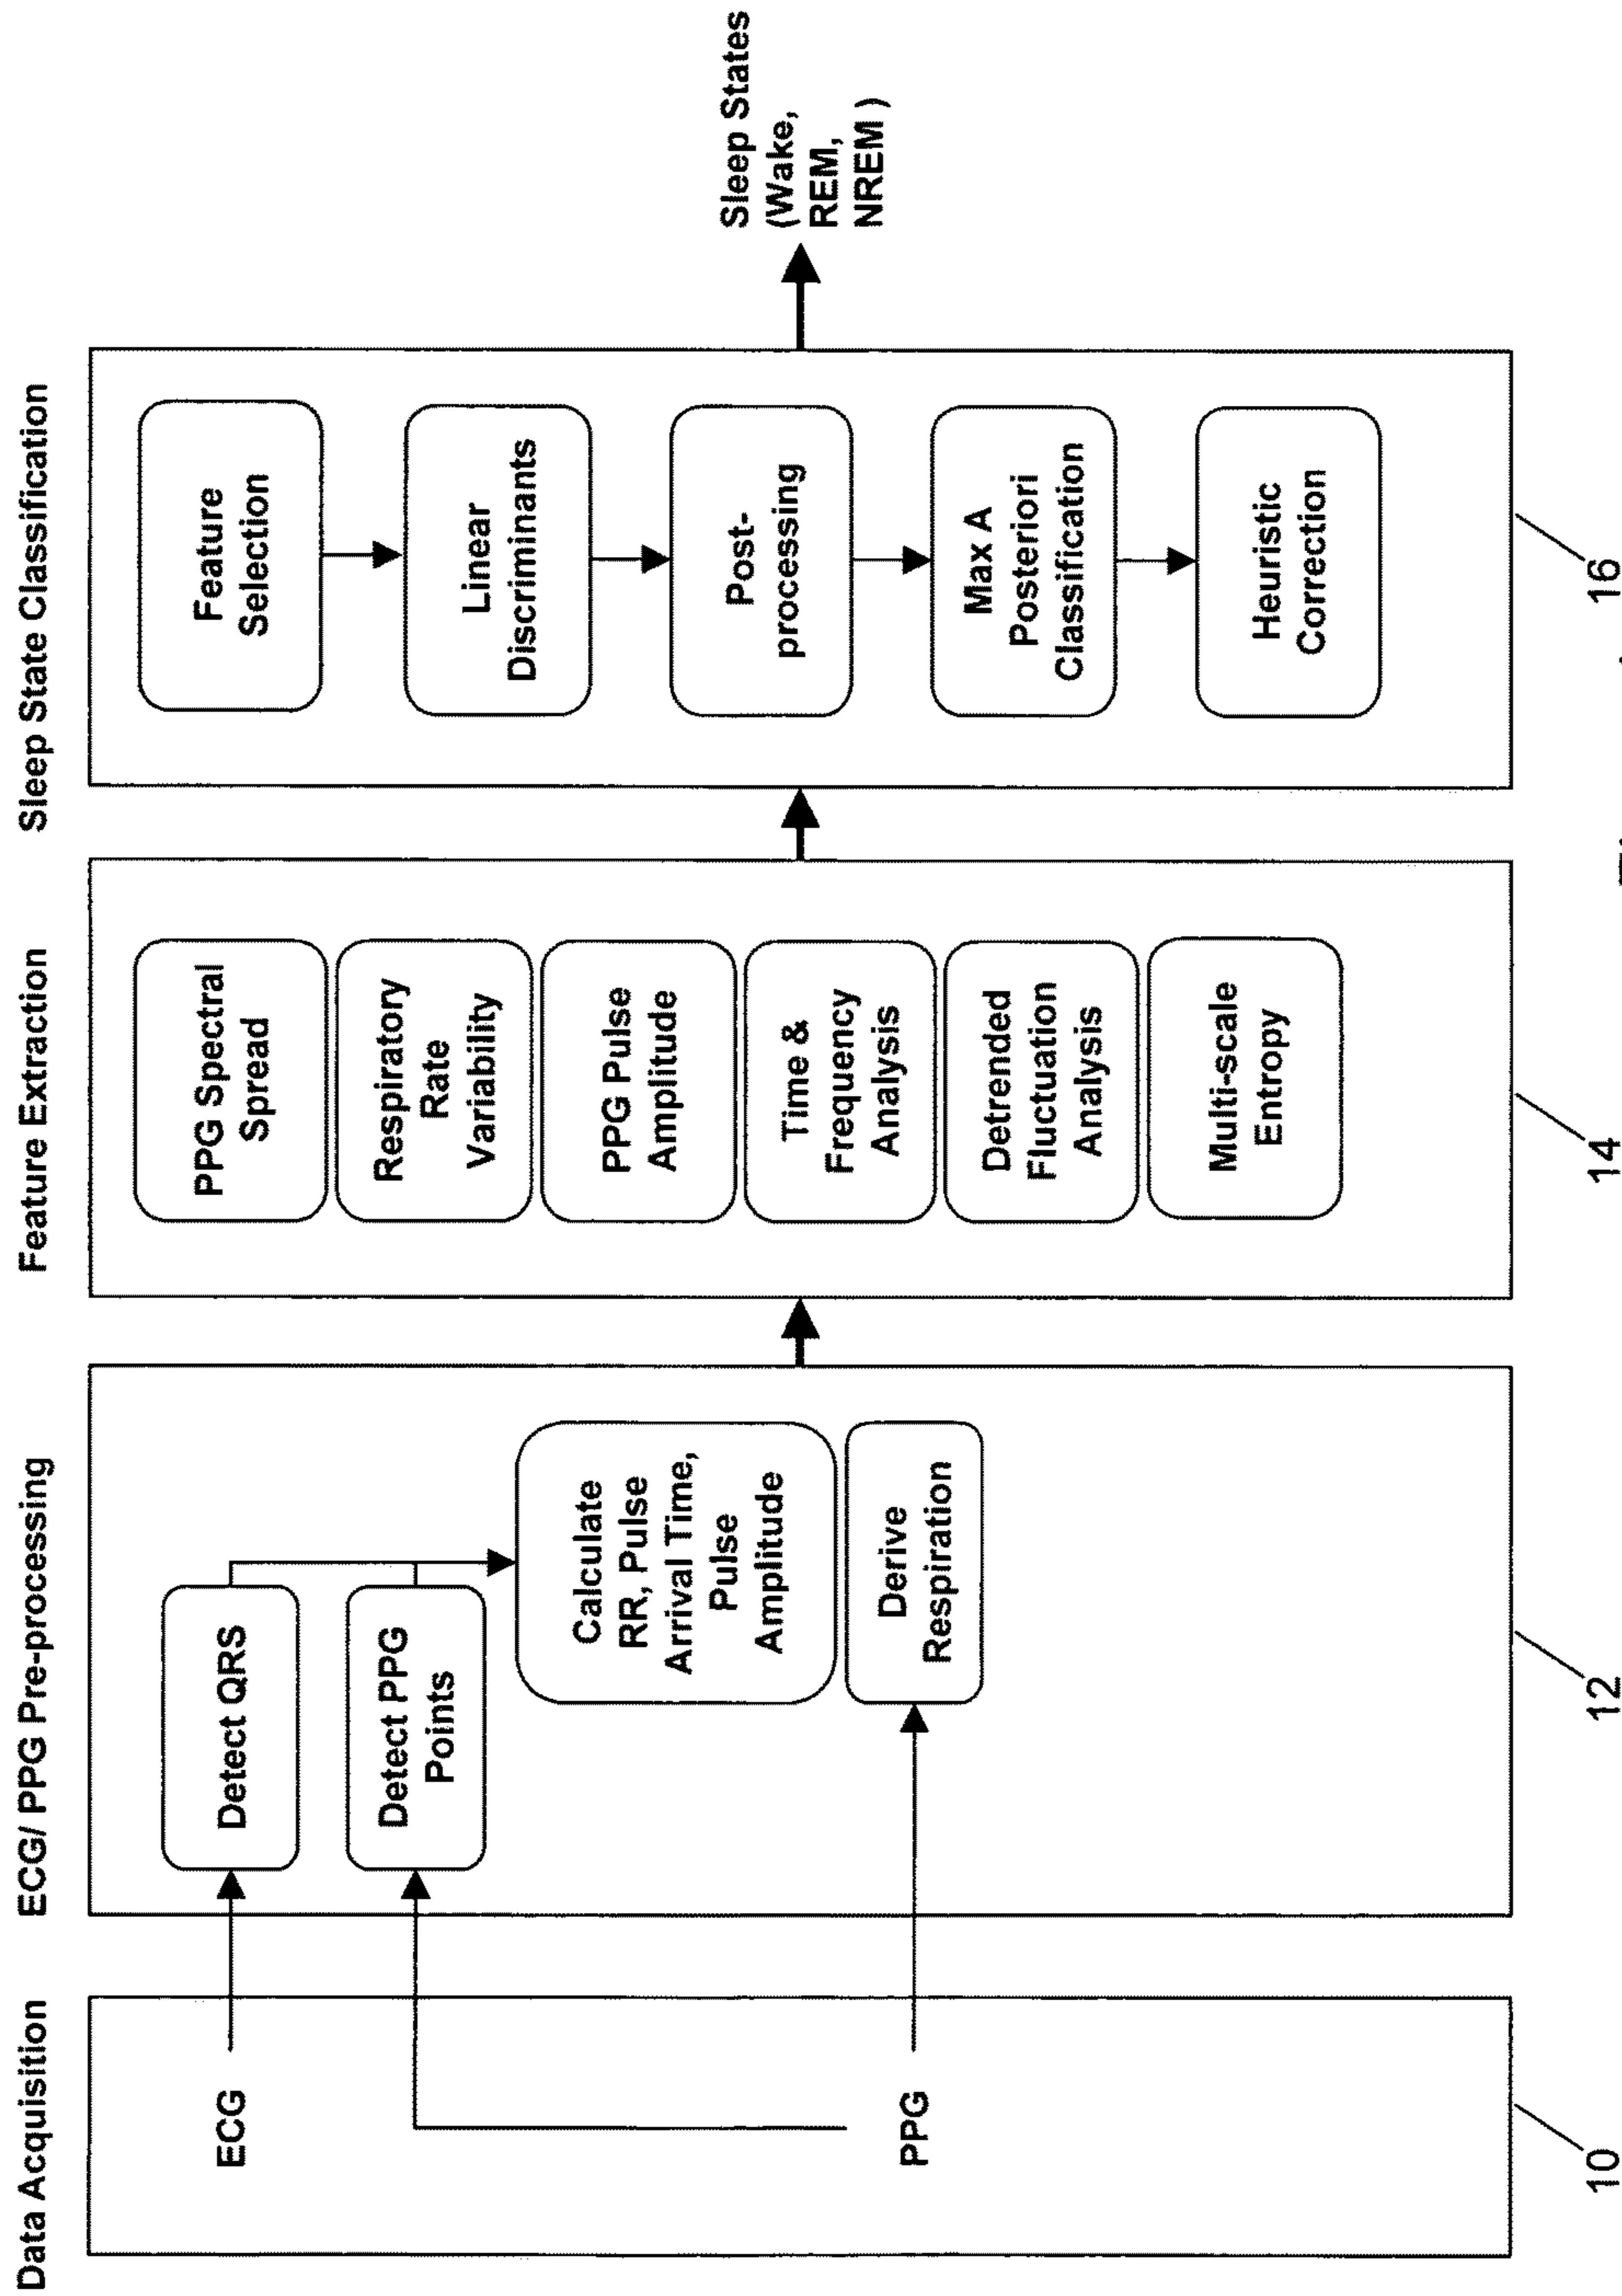 Data Acquisition
ECG
PPG
10
ECG/ PPG Pre-processing
Detect QRS
Detect PPG
Points
Calculate
RR, Pulse
Arrival Time,
Pulse
Amplitude
Derive
Respiration
12
Feature Extraction
PPG Spectral
Spread
Respiratory
Rate
Variability
PPG Pulse
Amplitude
Time &
Frequency
Analysis
Detrended
Fluctuation
Analysis
Multi-scale
Entropy
14
Sleep State Classification
Feature
Selection
Linear
Discriminants
Post-
processing
Max A
Posteriori
Classification
Heuristic
Correction
16
Sleep States
(Wake,
REM,
NREM )